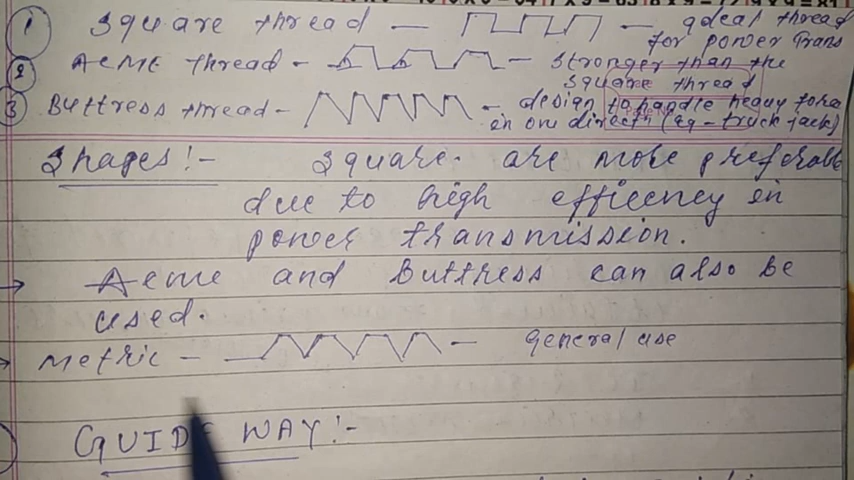 1 Square thread — — Ideal thread
for power Trans
2 Acme thread - - Stronger than the
Square thread
3 Buttress thread - - design to handle heavy force
in one directn (eg - truck jack)
Shapes :- Square are more preferable
due to high efficency in
power transmission.
→ Acme and Buttress can also be
used.
→ Metric - - general use
GUIDE WAY :-